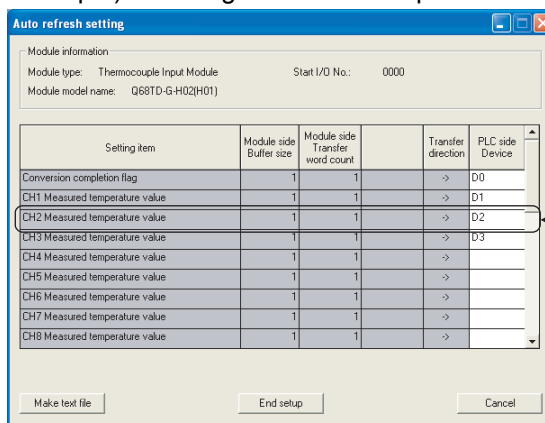 Auto refresh setting
Module information
Module type: Thermocouple Input Module Start I/O No.: 0000
Module model name: Q68TD-G-H02(H01)
Setting item Module side Buffer size Module side Transfer word count Transfer direction PLC side Device
Conversion completion flag 1 1 -> D0
CH1 Measured temperature value 1 1 -> D1
CH2 Measured temperature value 1 1 -> D2
CH3 Measured temperature value 1 1 -> D3
CH4 Measured temperature value 1 1 ->
CH5 Measured temperature value 1 1 ->
CH6 Measured temperature value 1 1 ->
CH7 Measured temperature value 1 1 ->
CH8 Measured temperature value 1 1 ->
Make text file End setup Cancel